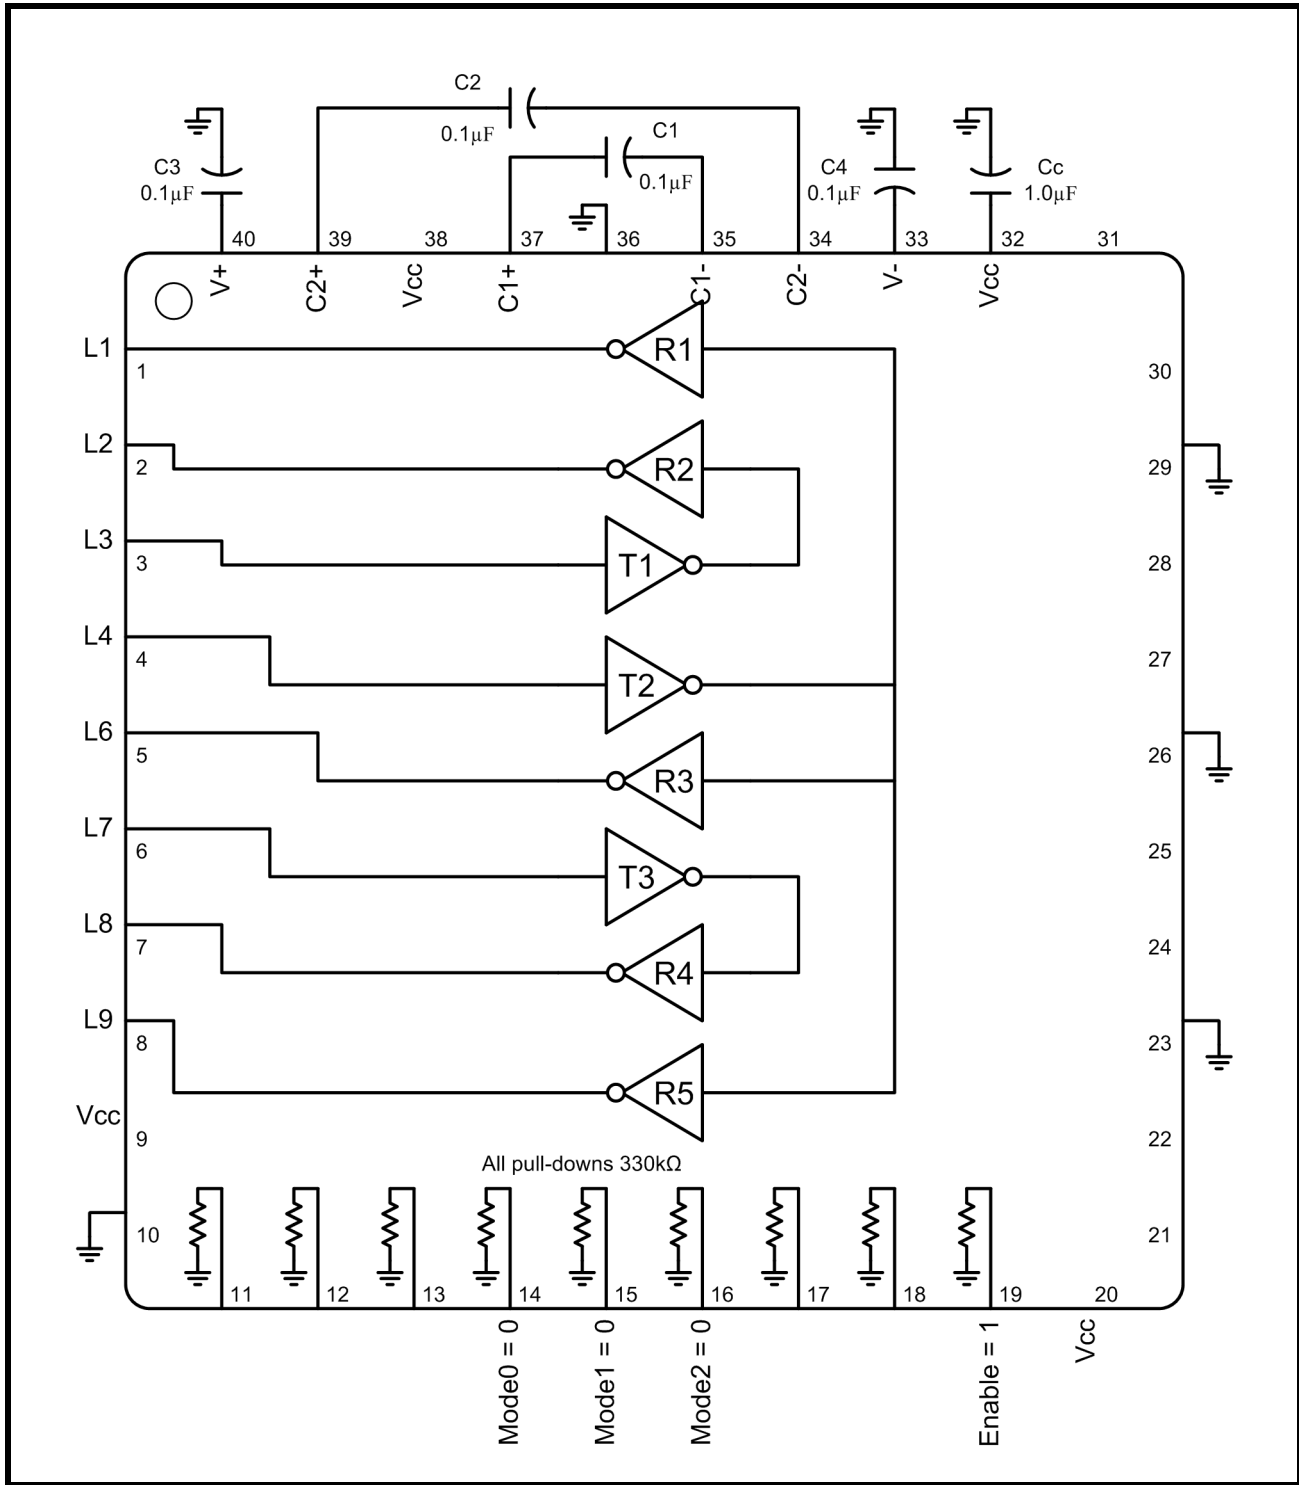 C2
0.1µF
C1
0.1µF
C3
0.1µF
C4
0.1µF
Cc
1.0µF
40 39 38 37 36 35 34 33 32 31
V+ C2+ Vcc C1+ C1- C2- V- Vcc
L1
1
R1
30
L2
2
R2
29
L3
3
T1
28
L4
4
T2
27
L6
5
R3
26
L7
6
T3
25
L8
7
R4
24
L9
8
R5
23
Vcc
9
22
All pull-downs 330kΩ
10
21
11 12 13 14 15 16 17 18 19 20
Mode0 = 0
Mode1 = 0
Mode2 = 0
Enable = 1
Vcc